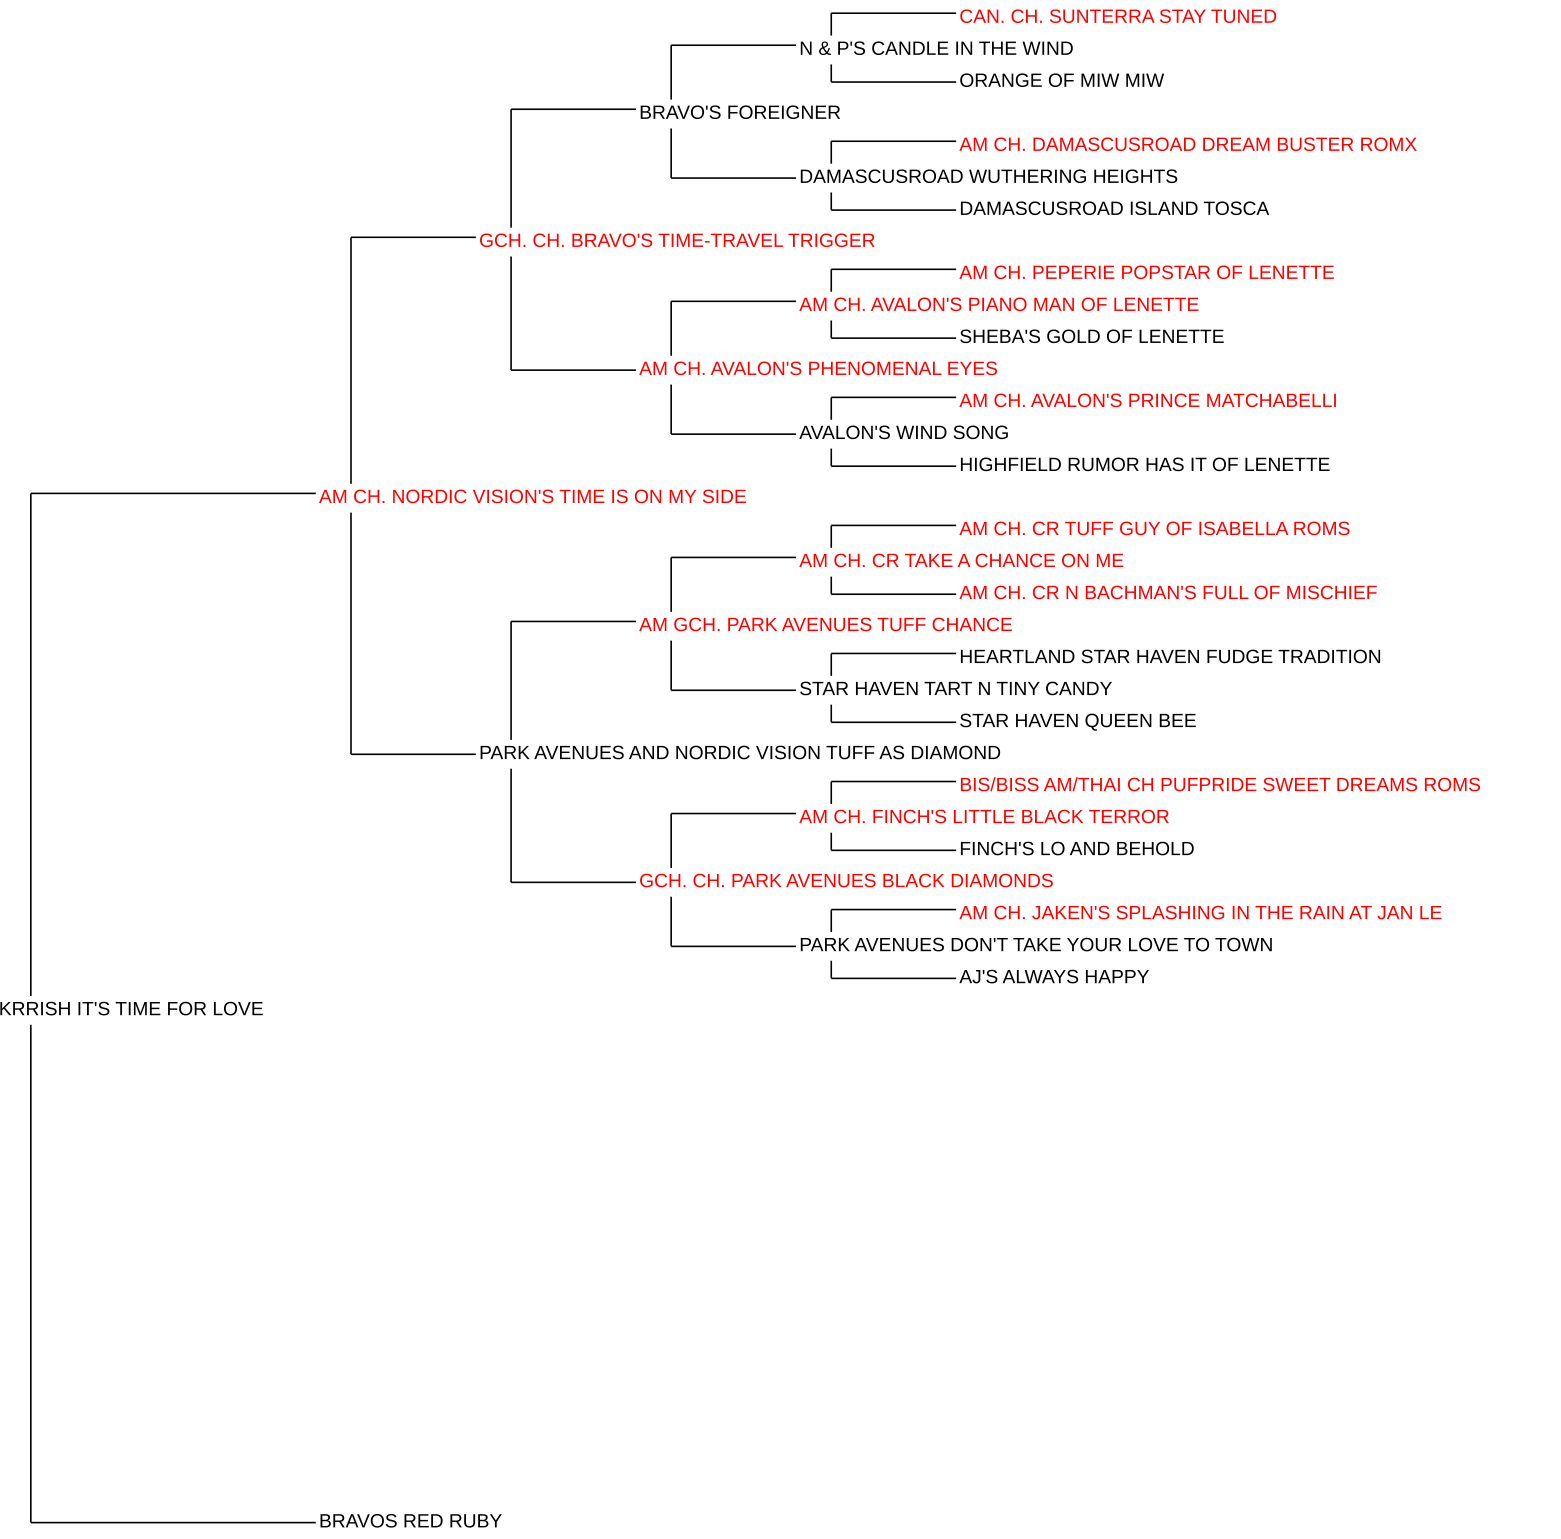 CAN. CH. SUNTERRA STAY TUNED
N & P'S CANDLE IN THE WIND
ORANGE OF MIW MIW
BRAVO'S FOREIGNER
AM CH. DAMASCUSROAD DREAM BUSTER ROMX
DAMASCUSROAD WUTHERING HEIGHTS
DAMASCUSROAD ISLAND TOSCA
GCH. CH. BRAVO'S TIME-TRAVEL TRIGGER
AM CH. PEPERIE POPSTAR OF LENETTE
AM CH. AVALON'S PIANO MAN OF LENETTE
SHEBA'S GOLD OF LENETTE
AM CH. AVALON'S PHENOMENAL EYES
AM CH. AVALON'S PRINCE MATCHABELLI
AVALON'S WIND SONG
HIGHFIELD RUMOR HAS IT OF LENETTE
AM CH. NORDIC VISION'S TIME IS ON MY SIDE
AM CH. CR TUFF GUY OF ISABELLA ROMS
AM CH. CR TAKE A CHANCE ON ME
AM CH. CR N BACHMAN'S FULL OF MISCHIEF
AM GCH. PARK AVENUES TUFF CHANCE
HEARTLAND STAR HAVEN FUDGE TRADITION
STAR HAVEN TART N TINY CANDY
STAR HAVEN QUEEN BEE
PARK AVENUES AND NORDIC VISION TUFF AS DIAMOND
BIS/BISS AM/THAI CH PUFPRIDE SWEET DREAMS ROMS
AM CH. FINCH'S LITTLE BLACK TERROR
FINCH'S LO AND BEHOLD
GCH. CH. PARK AVENUES BLACK DIAMONDS
AM CH. JAKEN'S SPLASHING IN THE RAIN AT JAN LE
PARK AVENUES DON'T TAKE YOUR LOVE TO TOWN
AJ'S ALWAYS HAPPY
KRRISH IT'S TIME FOR LOVE
BRAVOS RED RUBY